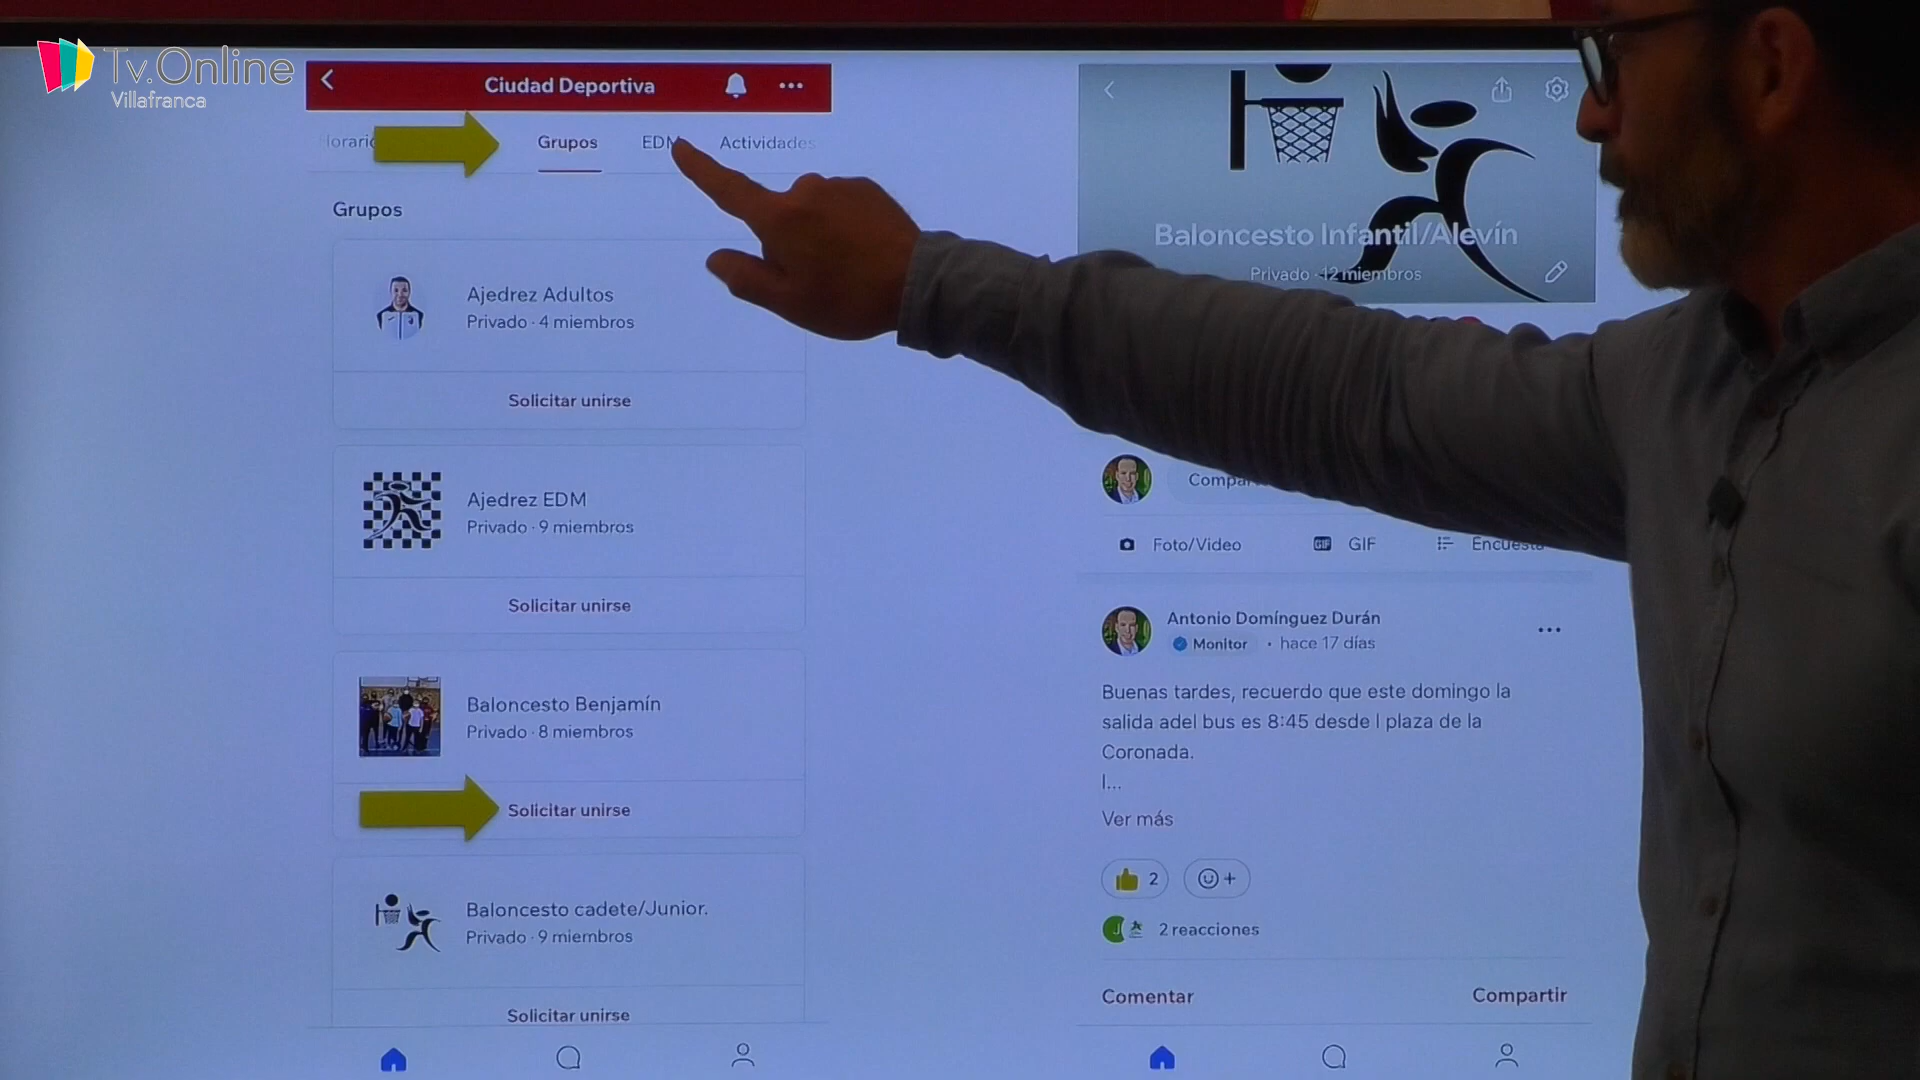 Tv.Online
Villafranca
Ciudad Deportiva
Grupos
EDM
Actividades
Grupos
Ajedrez Adultos
Privado · 4 miembros
Solicitar unirse
Ajedrez EDM
Privado · 9 miembros
Solicitar unirse
Baloncesto Benjamín
Privado · 8 miembros
Solicitar unirse
Baloncesto cadete/Junior.
Privado · 9 miembros
Solicitar unirse
Baloncesto Infantil/Alevín
Privado · 12 miembros
Foto/Video
GIF
GIF
Encuesta
Antonio Domínguez Durán
Monitor • hace 17 días
Buenas tardes, recuerdo que este domingo la
salida adel bus es 8:45 desde l plaza de la
Coronada.
l...
Ver más
2
+
J
2 reacciones
Comentar
Compartir